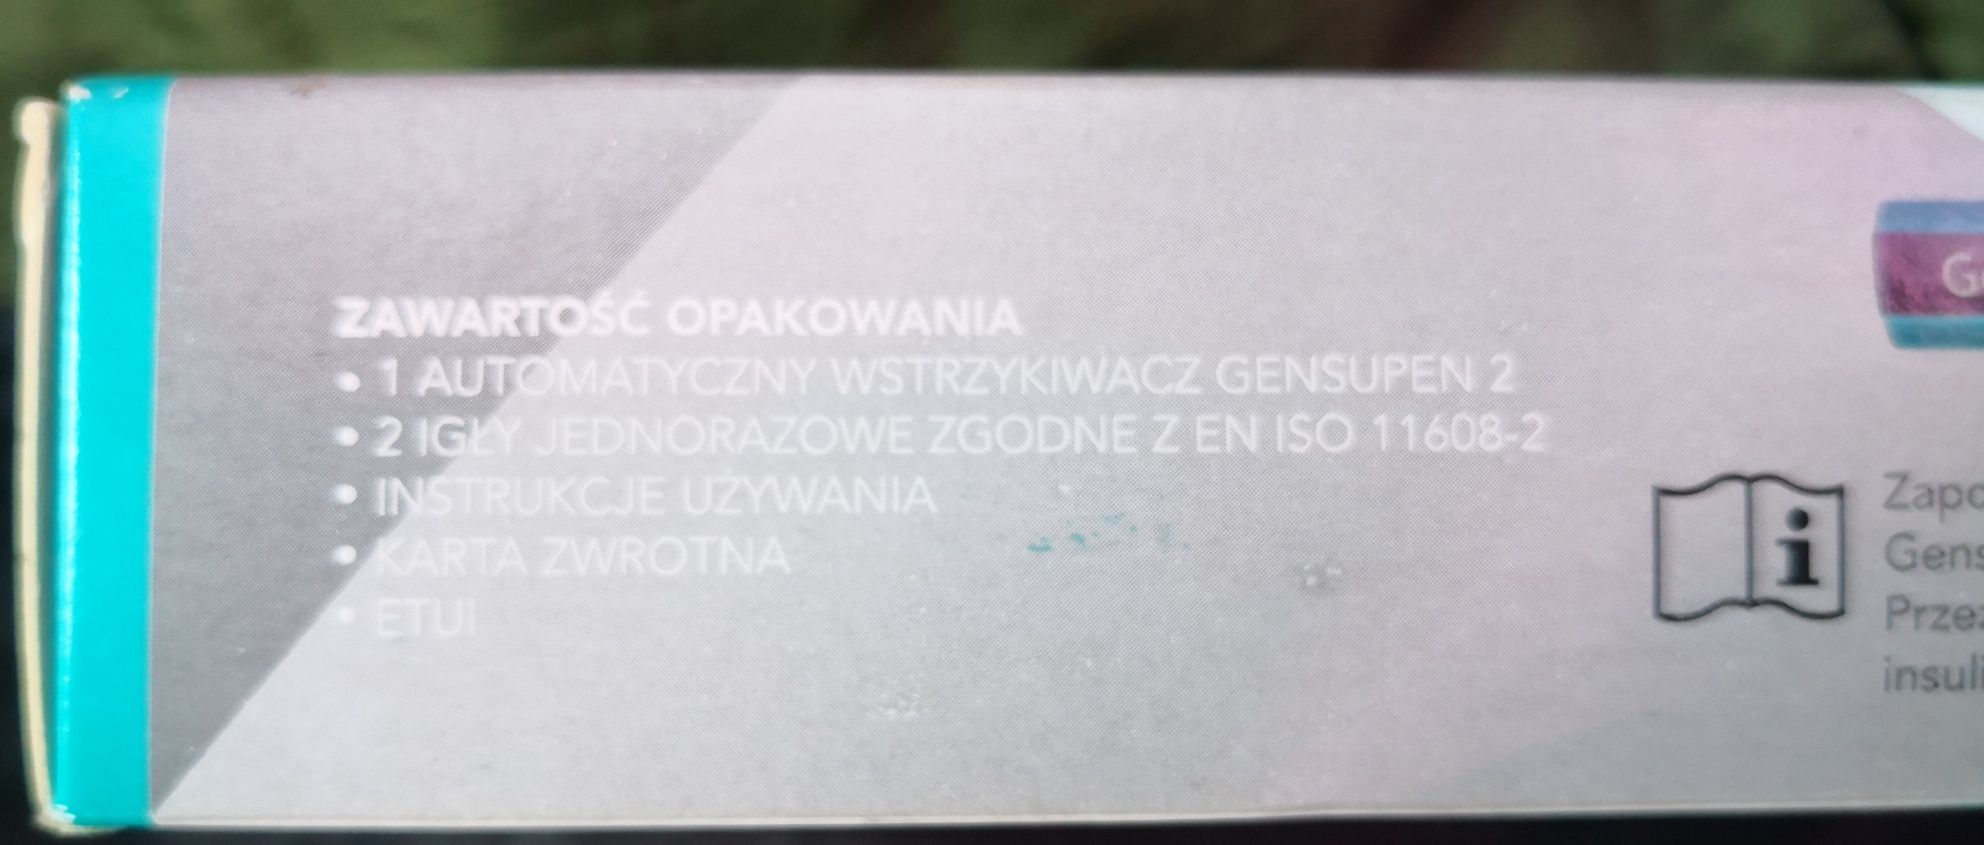 ZAWARTOŚĆ OPAKOWANIA
• 1 AUTOMATYCZNY WSTRZYKIWACZ GENSUPEN 2
• 2 IGŁY JEDNORAZOWE ZGODNE Z EN ISO 11608-2
• INSTRUKCJE UŻYWANIA
• KARTA ZWROTNA
• ETUI